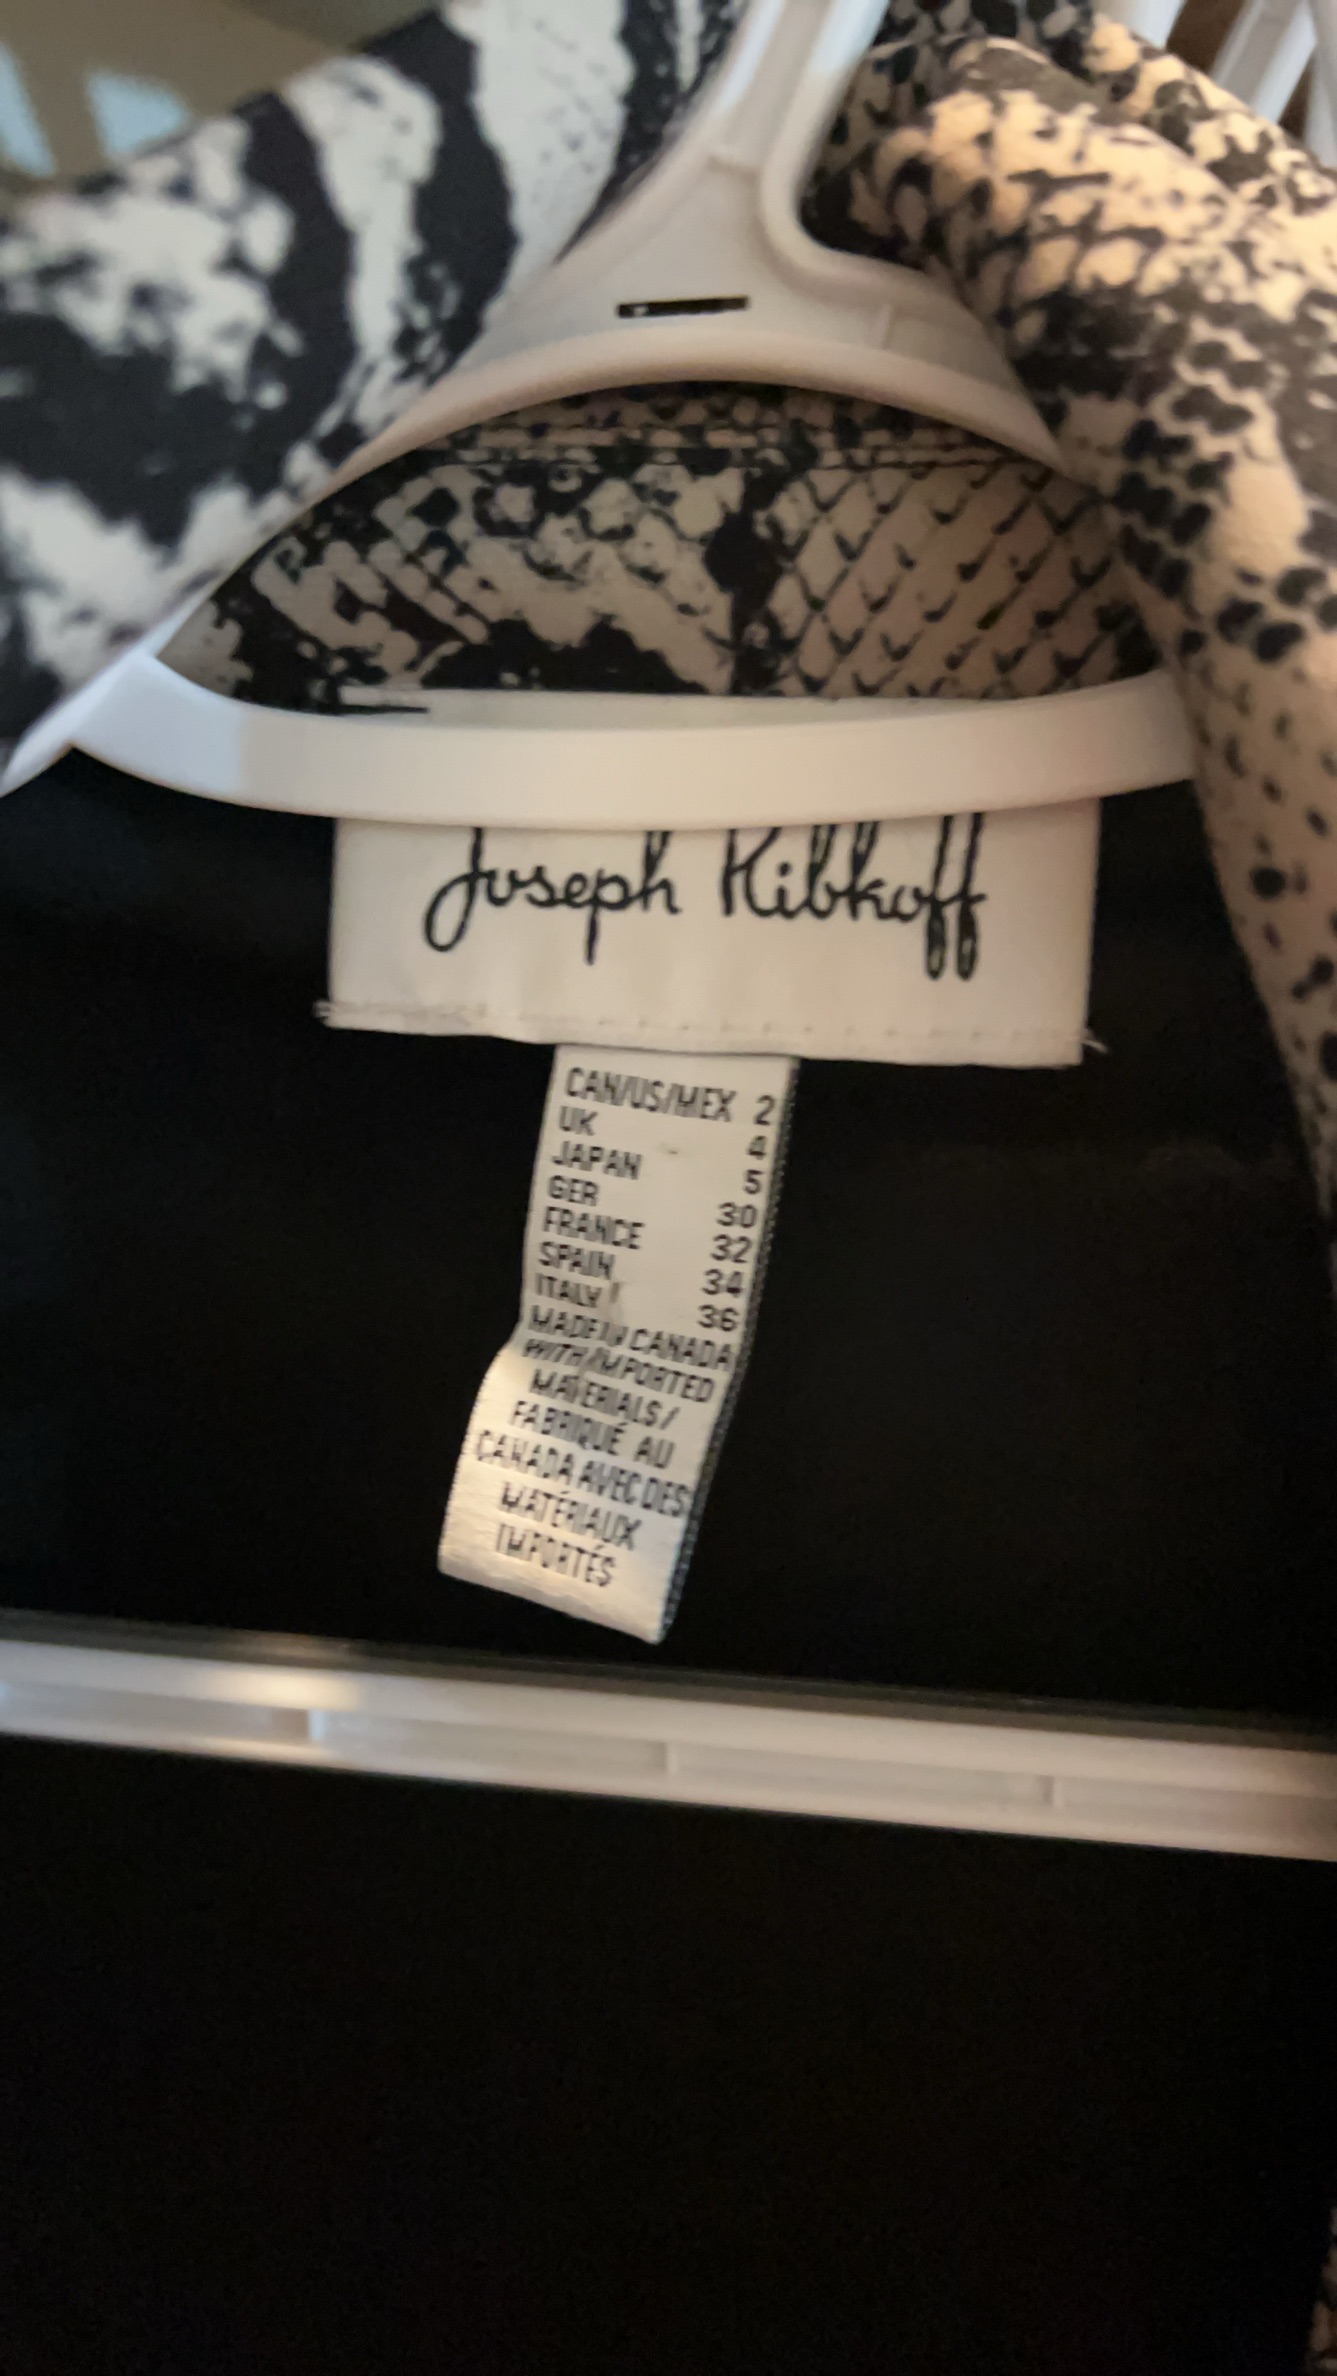 Joseph Ribkoff
CAN/US/MEX 2
UK 4
JAPAN 5
GER 30
FRANCE 32
SPAIN 34
ITALY 36
MADE IN CANADA
WITH IMPORTED
MATERIALS/
FABRIQUÉ AU
CANADA AVEC DES
MATÉRIAUX
IMPORTÉS